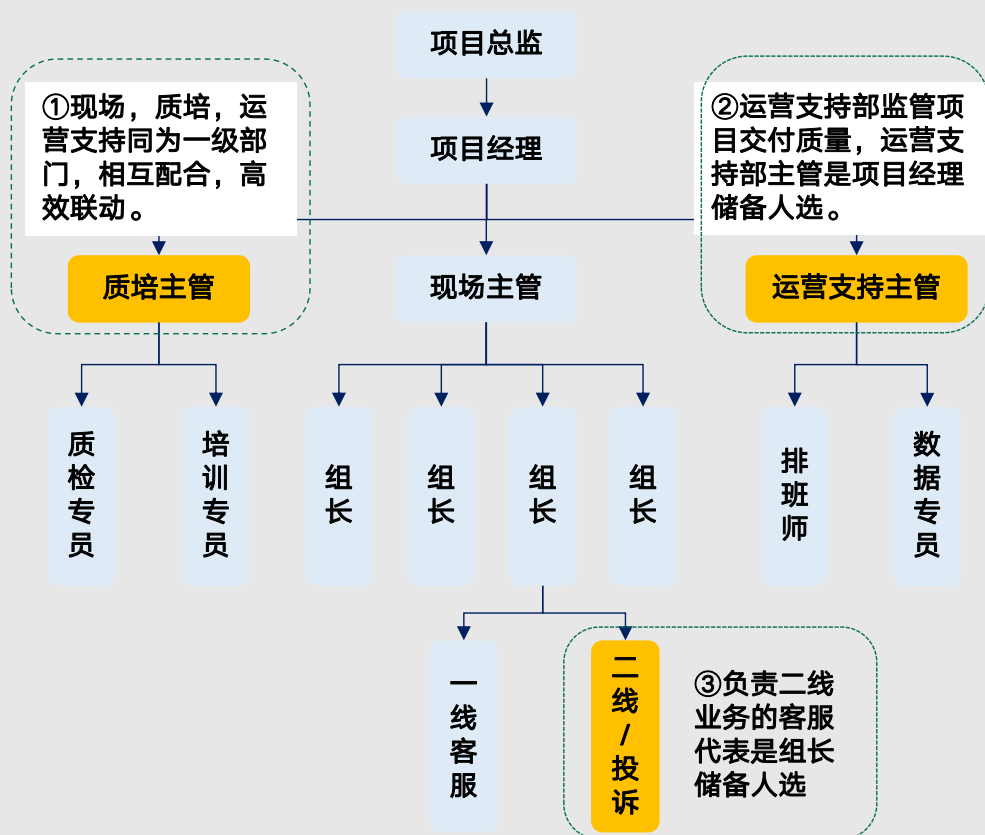 项目总监
①现场，质培，运
营支持同为一级部
门，相互配合，高
效联动。
项目经理
②运营支持部监管项
目交付质量，运营支
持部主管是项目经理
储备人选。
质培主管
现场主管
运营支持主管
质检专员
培训专员
组长
组长
组长
组长
排班师
数据专员
一线客服
二线/投诉
③负责二线
业务的客服
代表是组长
储备人选